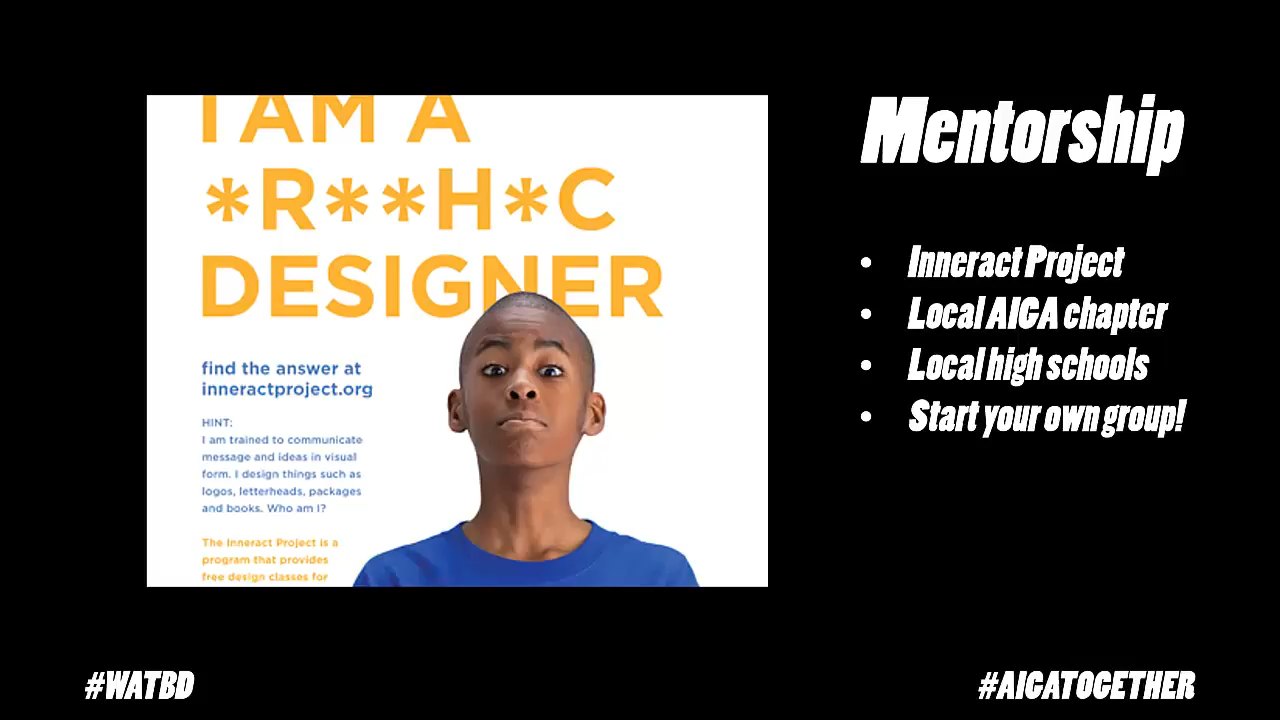 I AM A
*R**H*C
DESIGNER
find the answer at
inneractproject.org
HINT:
I am trained to communicate
message and ideas in visual
form. I design things such as
logos, letterheads, packages
and books. Who am I?
The Inneract Project is a
program that provides
free design classes for
Mentorship
• Inneract Project
• Local AIGA chapter
• Local high schools
• Start your own group!
#WATBD
#AIGATOGETHER